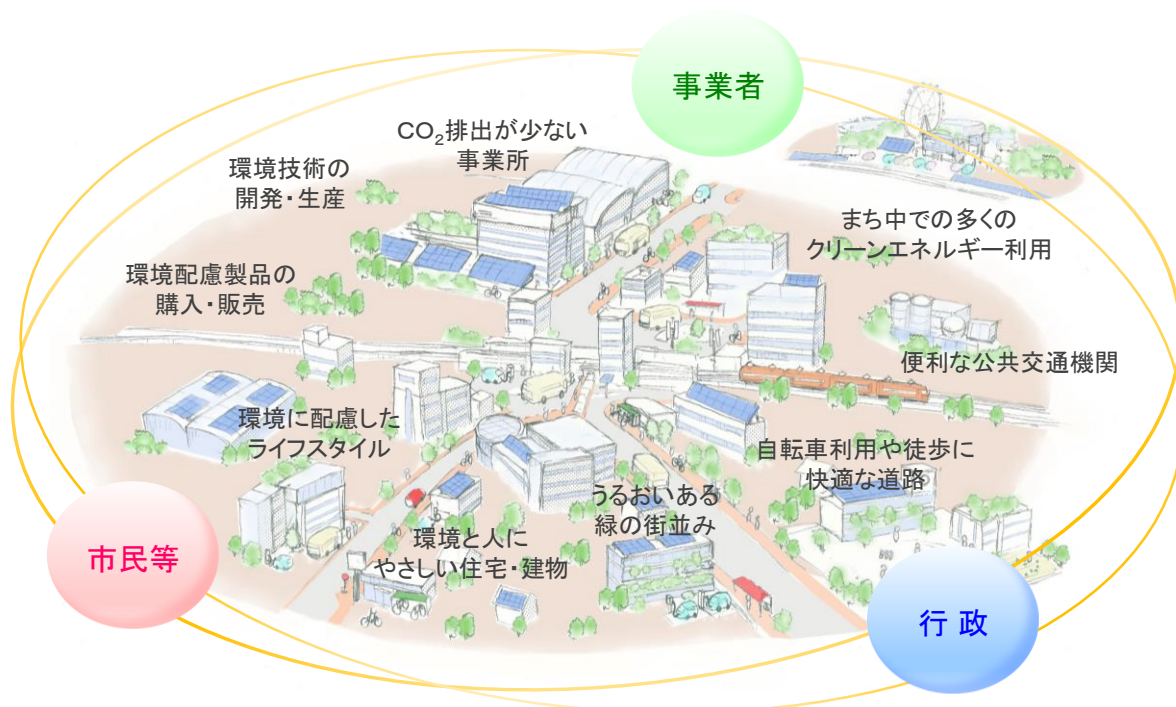 事業者
CO₂排出が少ない
事業所
環境技術の
開発・生産
まち中での多くの
クリーンエネルギー利用
環境配慮製品の
購入・販売
便利な公共交通機関
環境に配慮した
ライフスタイル
自転車利用や徒歩に
快適な道路
うるおいある
緑の街並み
環境と人に
やさしい住宅・建物
市民等
行 政